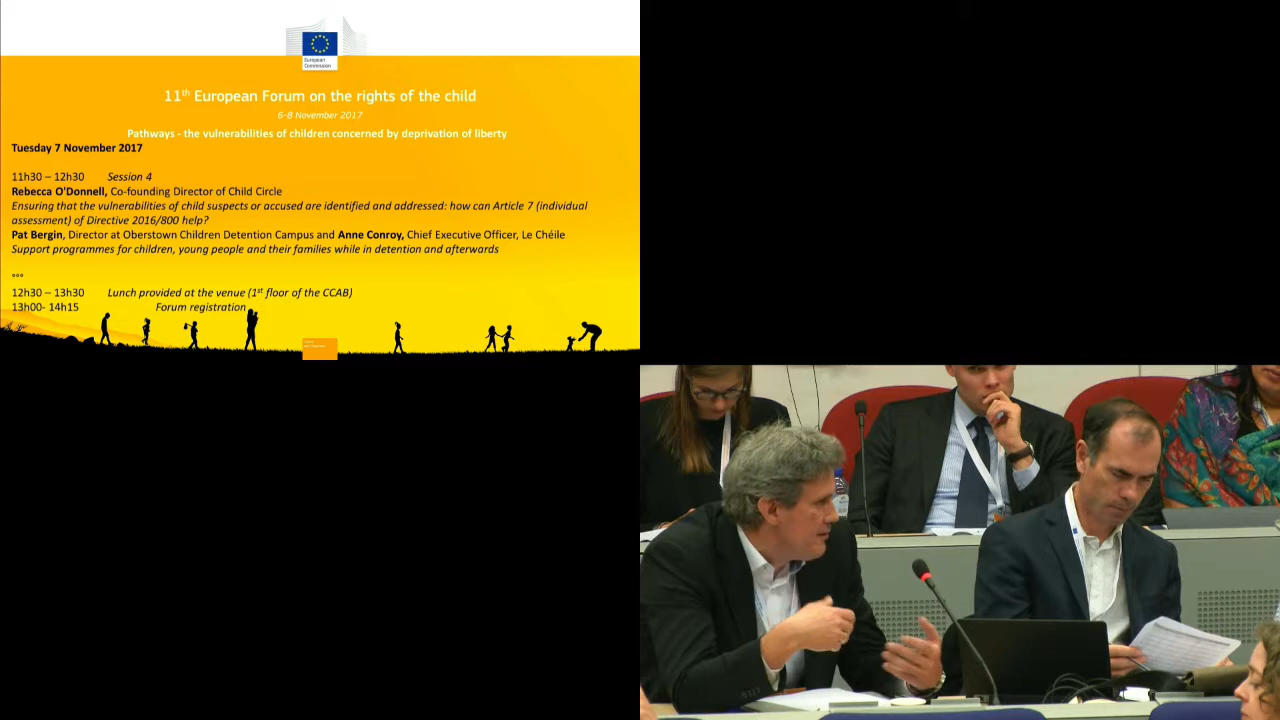 European
Commission
11th European Forum on the rights of the child
6-8 November 2017
Pathways - the vulnerabilities of children concerned by deprivation of liberty
Tuesday 7 November 2017
11h30 – 12h30 Session 4
Rebecca O'Donnell, Co-founding Director of Child Circle
Ensuring that the vulnerabilities of child suspects or accused are identified and addressed: how can Article 7 (individual
assessment) of Directive 2016/800 help?
Pat Bergin, Director at Oberstown Children Detention Campus and Anne Conroy, Chief Executive Officer, Le Chéile
Support programmes for children, young people and their families while in detention and afterwards
°°°
12h30 – 13h30 Lunch provided at the venue (1st floor of the CCAB)
13h00- 14h15 Forum registration